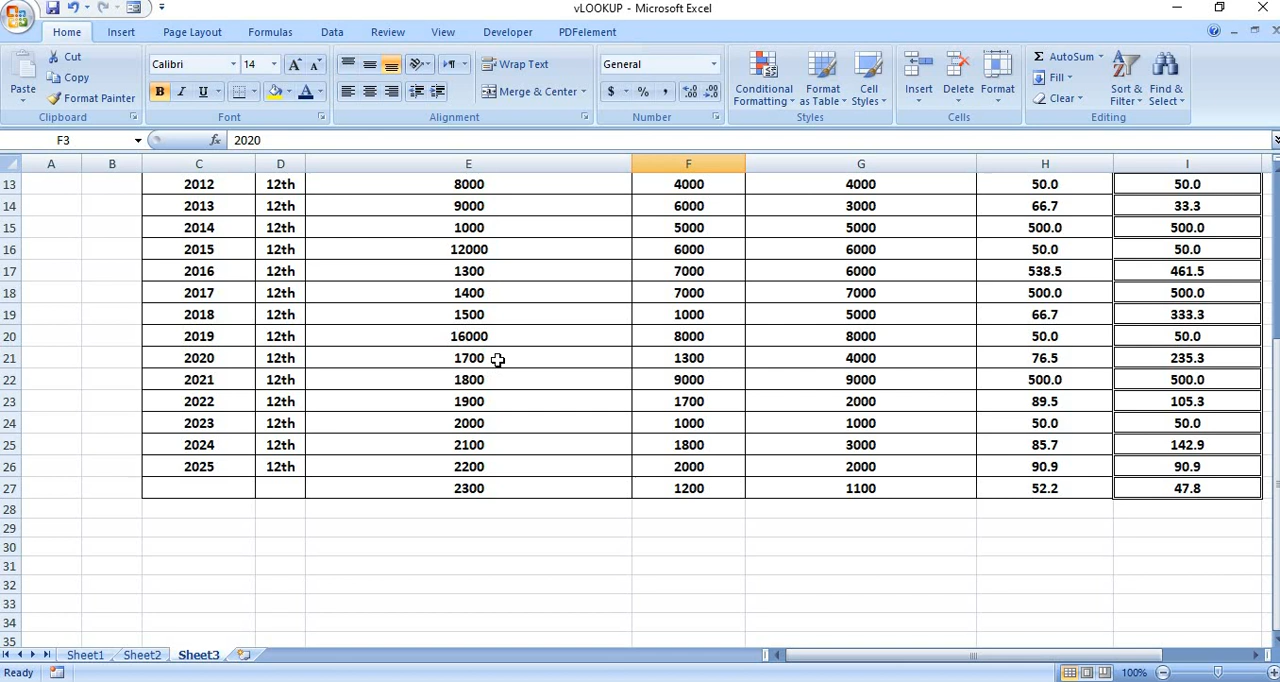 vLOOKUP - Microsoft Excel
Home Insert Page Layout Formulas Data Review View Developer PDFelement
Paste
Cut
Copy
Format Painter
Clipboard
Calibri 14
B I U
Font
Wrap Text
Merge & Center
Alignment
General
$ % ,
Number
Conditional Formatting
Format as Table
Cell Styles
Styles
Insert Delete Format
Cells
AutoSum
Fill
Clear
Sort & Filter
Find & Select
Editing
F3 fx 2020
A B C D E F G H I
13 2012 12th 8000 4000 4000 50.0 50.0
14 2013 12th 9000 6000 3000 66.7 33.3
15 2014 12th 1000 5000 5000 500.0 500.0
16 2015 12th 12000 6000 6000 50.0 50.0
17 2016 12th 1300 7000 6000 538.5 461.5
18 2017 12th 1400 7000 7000 500.0 500.0
19 2018 12th 1500 1000 5000 66.7 333.3
20 2019 12th 16000 8000 8000 50.0 50.0
21 2020 12th 1700 1300 4000 76.5 235.3
22 2021 12th 1800 9000 9000 500.0 500.0
23 2022 12th 1900 1700 2000 89.5 105.3
24 2023 12th 2000 1000 1000 50.0 50.0
25 2024 12th 2100 1800 3000 85.7 142.9
26 2025 12th 2200 2000 2000 90.9 90.9
27 2300 1200 1100 52.2 47.8
28
29
30
31
32
33
34
35
Sheet1 Sheet2 Sheet3
Ready 100%